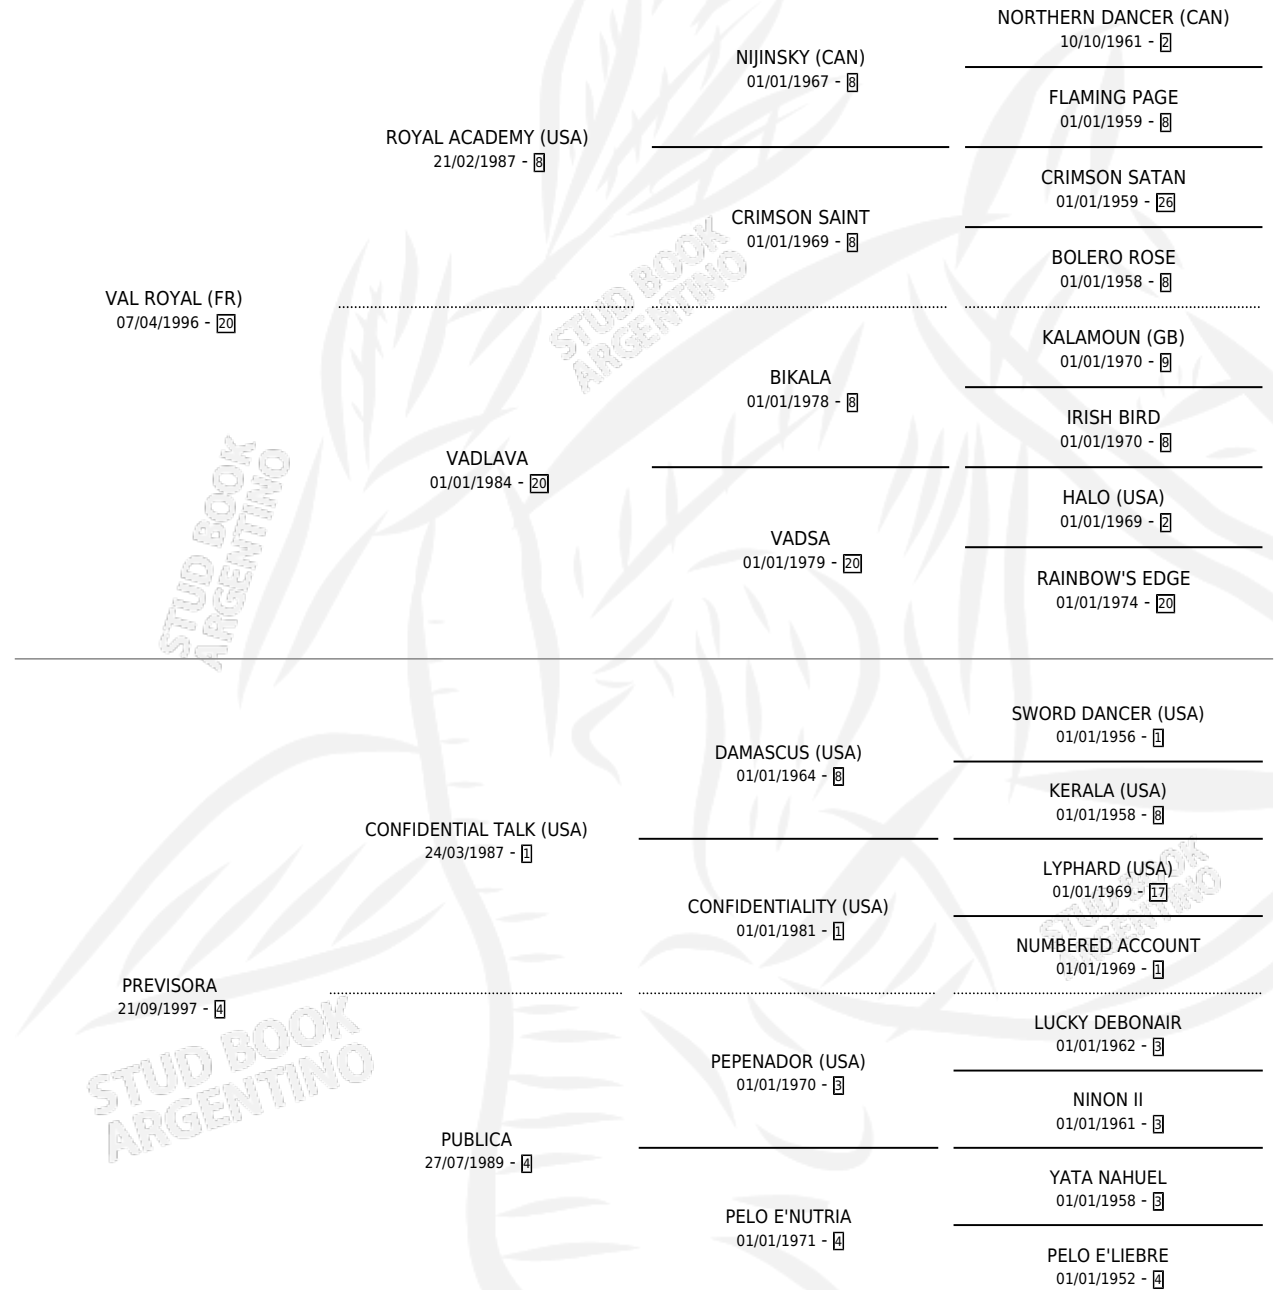 NORTHERN DANCER (CAN)
10/10/1961 - 2
NIJINSKY (CAN)
01/01/1967 - 8
FLAMING PAGE
01/01/1959 - 8
ROYAL ACADEMY (USA)
21/02/1987 - 8
CRIMSON SATAN
01/01/1959 - 26
CRIMSON SAINT
01/01/1969 - 8
BOLERO ROSE
01/01/1958 - 8
VAL ROYAL (FR)
07/04/1996 - 20
KALAMOUN (GB)
01/01/1970 - 9
BIKALA
01/01/1978 - 8
IRISH BIRD
01/01/1970 - 8
VADLAVA
01/01/1984 - 20
HALO (USA)
01/01/1969 - 2
VADSA
01/01/1979 - 20
RAINBOW'S EDGE
01/01/1974 - 20
SWORD DANCER (USA)
01/01/1956 - 1
DAMASCUS (USA)
01/01/1964 - 8
KERALA (USA)
01/01/1958 - 8
CONFIDENTIAL TALK (USA)
24/03/1987 - 1
LYPHARD (USA)
01/01/1969 - 17
CONFIDENTIALITY (USA)
01/01/1981 - 1
NUMBERED ACCOUNT
01/01/1969 - 1
PREVISORA
21/09/1997 - 4
LUCKY DEBONAIR
01/01/1962 - 3
PEPENADOR (USA)
01/01/1970 - 3
NINON II
01/01/1961 - 3
PUBLICA
27/07/1989 - 4
YATA NAHUEL
01/01/1958 - 3
PELO E'NUTRIA
01/01/1971 - 4
PELO E'LIEBRE
01/01/1952 - 4
STUD BOOK
ARGENTINO
STUD BOOK
ARGENTINO
STUD BOOK
ARGENTINO
STUD BOOK
ARGENTINO